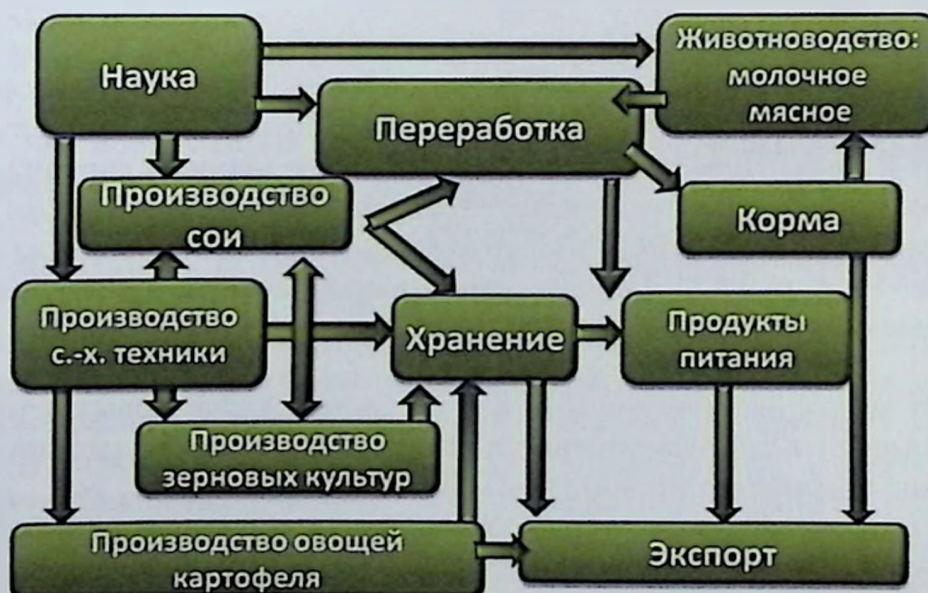 Наука
Животноводство:
молочное
мясное
Переработка
Производство
сои
Корма
Производство
с.-х. техники
Хранение
Продукты
питания
Производство
зерновых культур
Производство овощей
картофеля
Экспорт